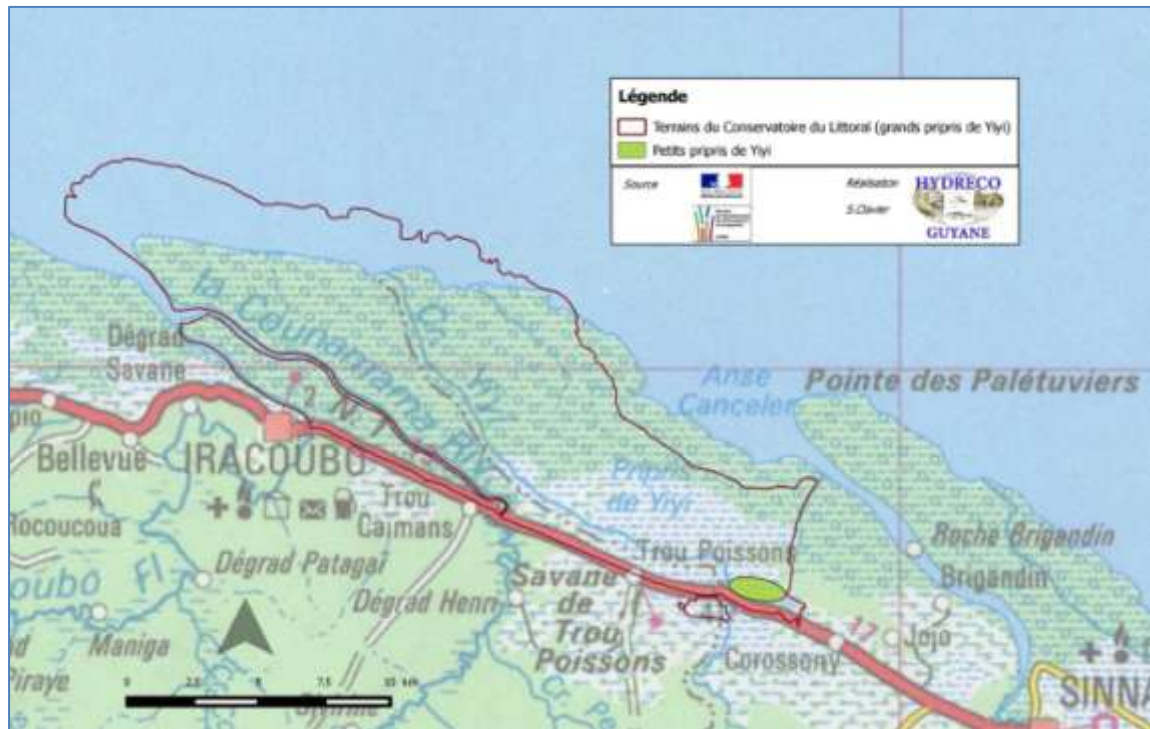 Légende
Terrains du Conservatoire du Littoral (grands pripris de Yiyi)
Petits pripris de Yiyi
Source
Réalisation
S.Clavier
HYDRECO
GUYANE
la Counamama
Cr. Yiyi
Dégrad
Savane
Anse
Canceler
Pointe des Palétuviers
2
Bellevue
IRACOUBO
Pripris
de Yiyi
Trou
Caïmans
Rocoucoua
Trou Poissons
Roche Brigandin
Brigandin
Dégrad Patagaï
Savane
de
Trou
Poissons
Dégrad Henri
17
Jojo
Maniga
Corossony
SINNA
Piraye
0 2,5 5 7,5 10 km